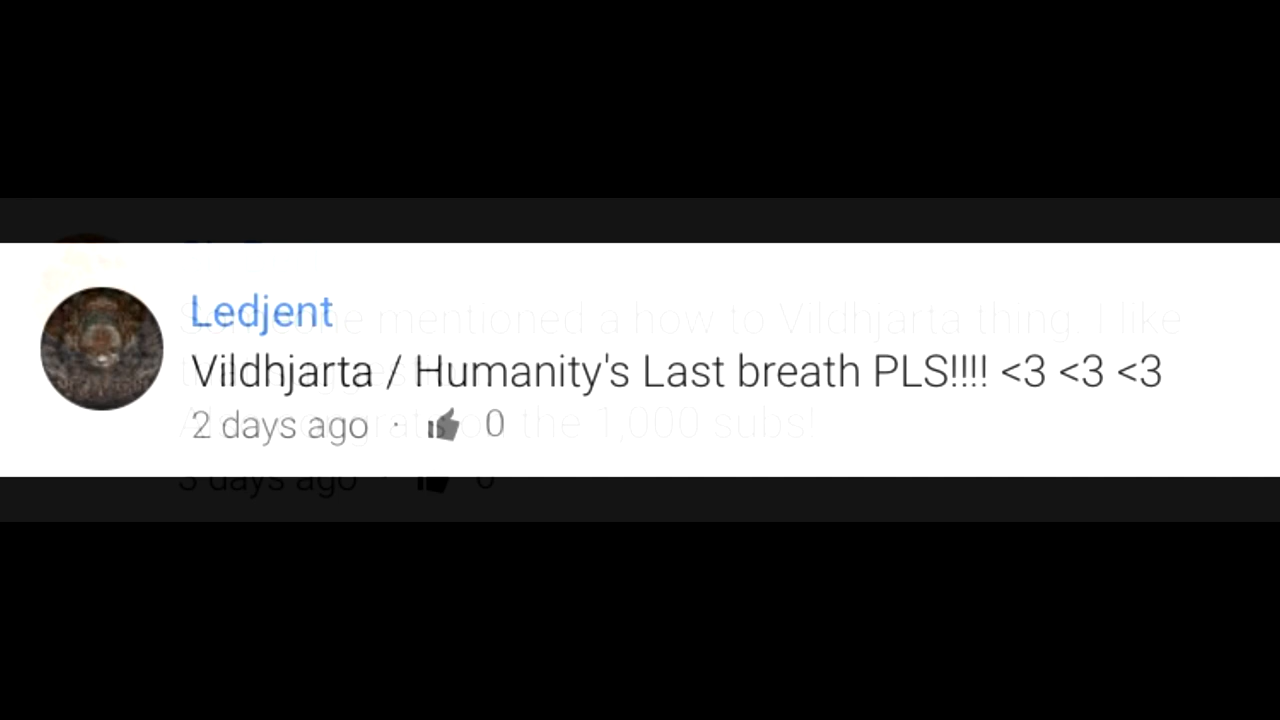 Ledjent
Someone mentioned a how to Vildhjarta thing. I like
Vildhjarta / Humanity's Last breath PLS!!!! <3 <3 <3
2 days ago · 0
the 1,000 subs!
3 days ago · 0